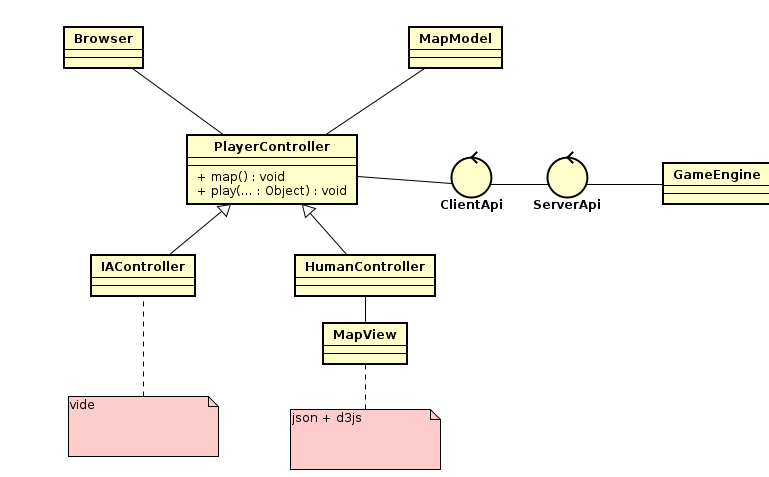 Browser
MapModel
PlayerController
+ map() : void
+ play(... : Object) : void
ClientApi
ServerApi
GameEngine
IAController
HumanController
MapView
vide
json + d3js